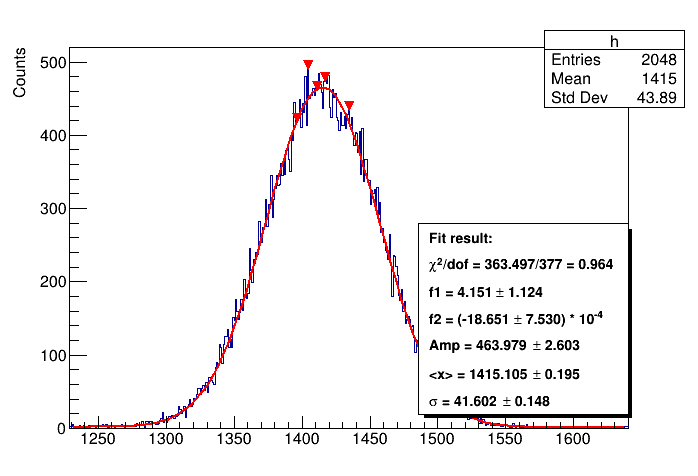 h
Entries 2048
Mean 1415
Std Dev 43.89
Counts
500
400
300
200
100
0
1250 1300 1350 1400 1450 1500 1550 1600
Fit result:
χ²/dof = 363.497/377 = 0.964
f1 = 4.151 ± 1.124
f2 = (-18.651 ± 7.530) * 10⁻⁴
Amp = 463.979 ± 2.603
<x> = 1415.105 ± 0.195
σ = 41.602 ± 0.148